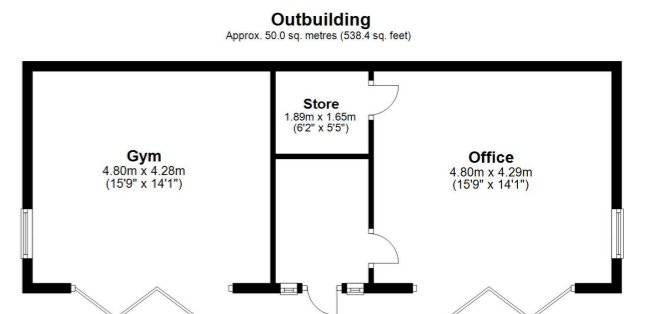 Outbuilding
Approx. 50.0 sq. metres (538.4 sq. feet)
Store
1.89m x 1.65m
(6'2" x 5'5")
Gym
4.80m x 4.28m
(15'9" x 14'1")
Office
4.80m x 4.29m
(15'9" x 14'1")